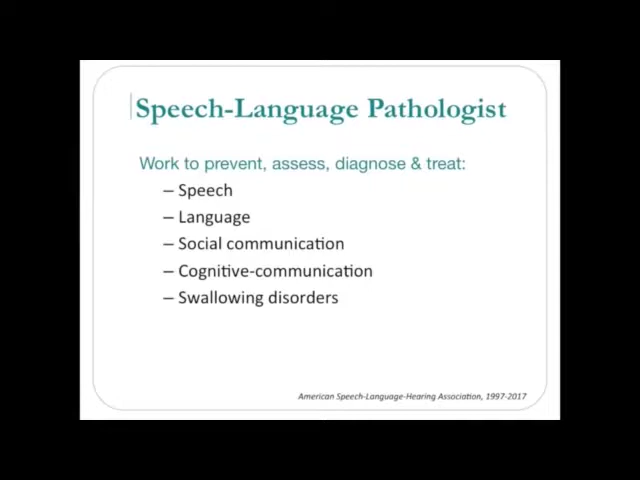 Speech-Language Pathologist
Work to prevent, assess, diagnose & treat:
– Speech
– Language
– Social communication
– Cognitive-communication
– Swallowing disorders
American Speech-Language-Hearing Association, 1997-2017